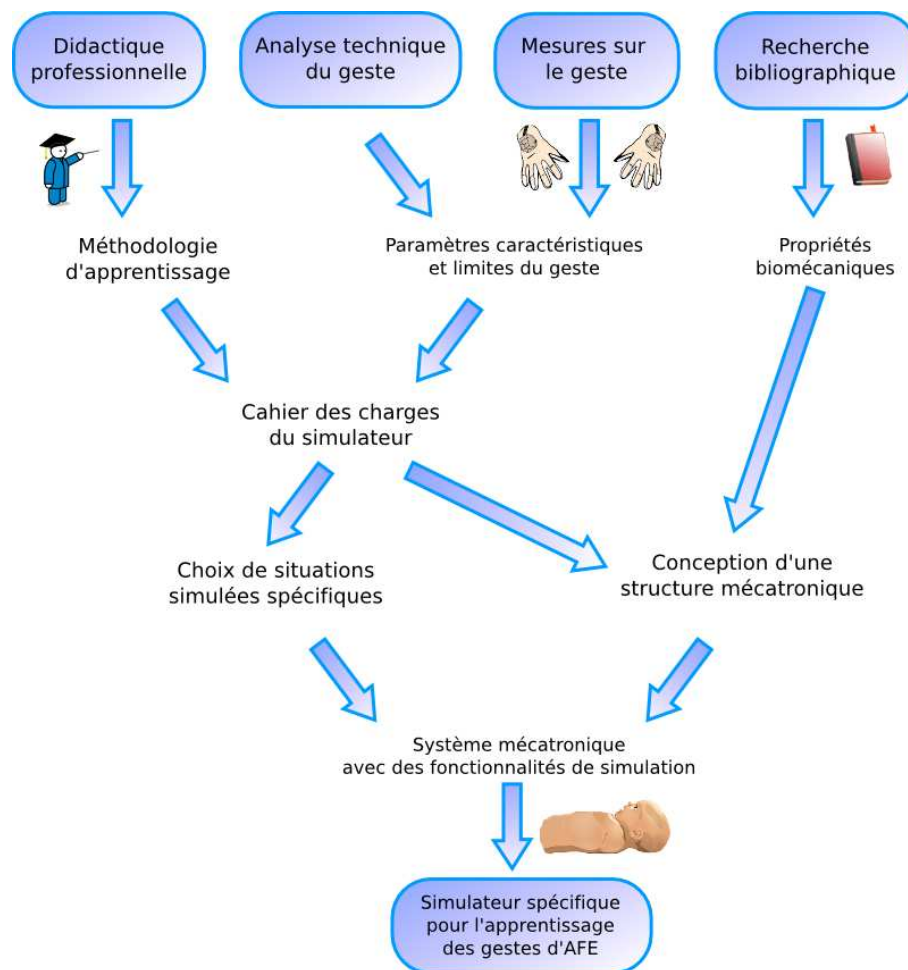 Didactique
professionnelle
Analyse technique
du geste
Mesures sur
le geste
Recherche
bibliographique
Méthodologie
d'apprentissage
Paramètres caractéristiques
et limites du geste
Propriétés
biomécaniques
Cahier des charges
du simulateur
Choix de situations
simulées spécifiques
Conception d'une
structure mécatronique
Système mécatronique
avec des fonctionnalités de simulation
Simulateur spécifique
pour l'apprentissage
des gestes d'AFE